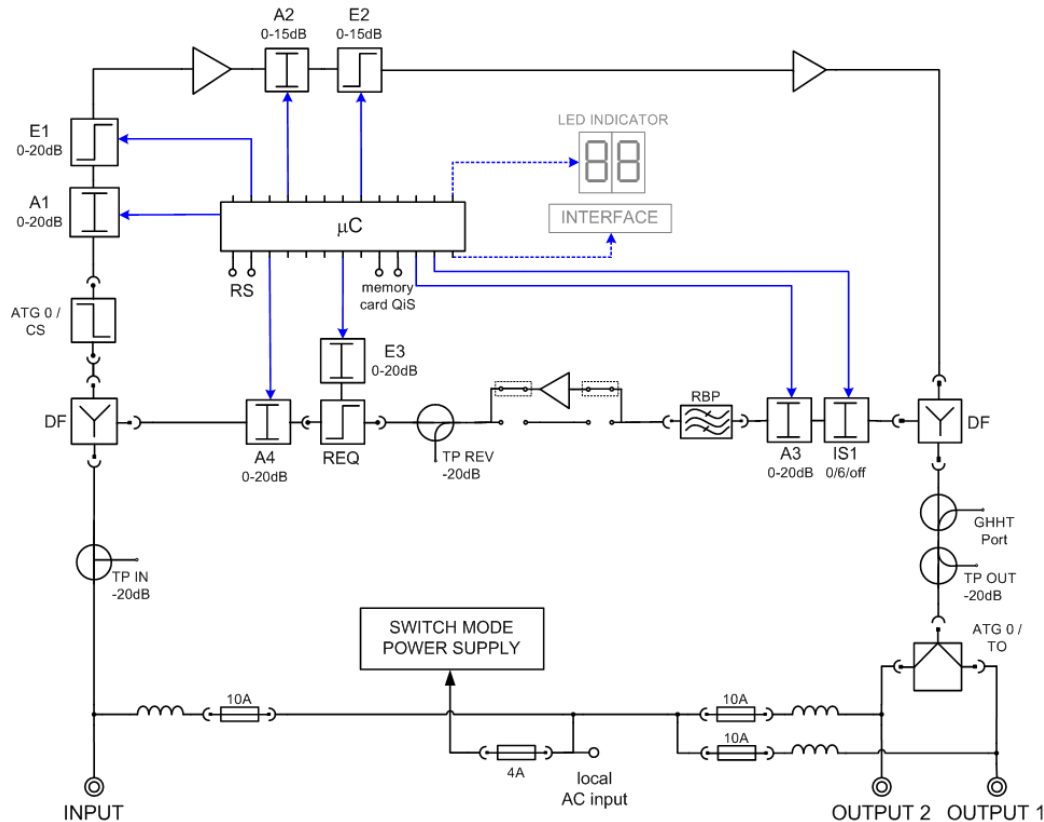 A2
0-15dB
E2
0-15dB
E1
0-20dB
LED INDICATOR
88
A1
0-20dB
μC
INTERFACE
RS
memory
card QiS
ATG 0 /
CS
E3
0-20dB
RBP
DF
A4
0-20dB
REQ
TP REV
-20dB
A3
0-20dB
IS1
0/6/off
DF
GHHT
Port
TP IN
-20dB
TP OUT
-20dB
SWITCH MODE
POWER SUPPLY
ATG 0 /
TO
10A
10A
10A
4A
local
AC input
INPUT
OUTPUT 2
OUTPUT 1